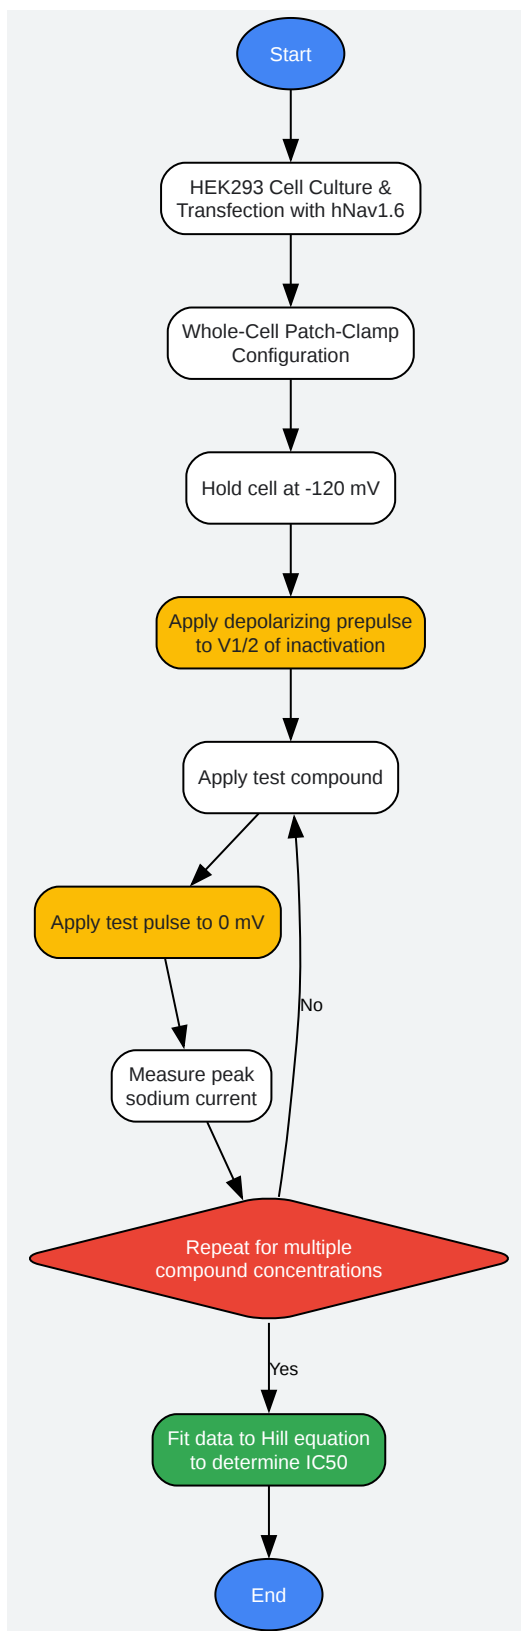 Start
HEK293 Cell Culture &
Transfection with hNav1.6
Whole-Cell Patch-Clamp
Configuration
Hold cell at -120 mV
Apply depolarizing prepulse
to V1/2 of inactivation
Apply test compound
Apply test pulse to 0 mV
No
Measure peak
sodium current
Repeat for multiple
compound concentrations
Yes
Fit data to Hill equation
to determine IC50
End